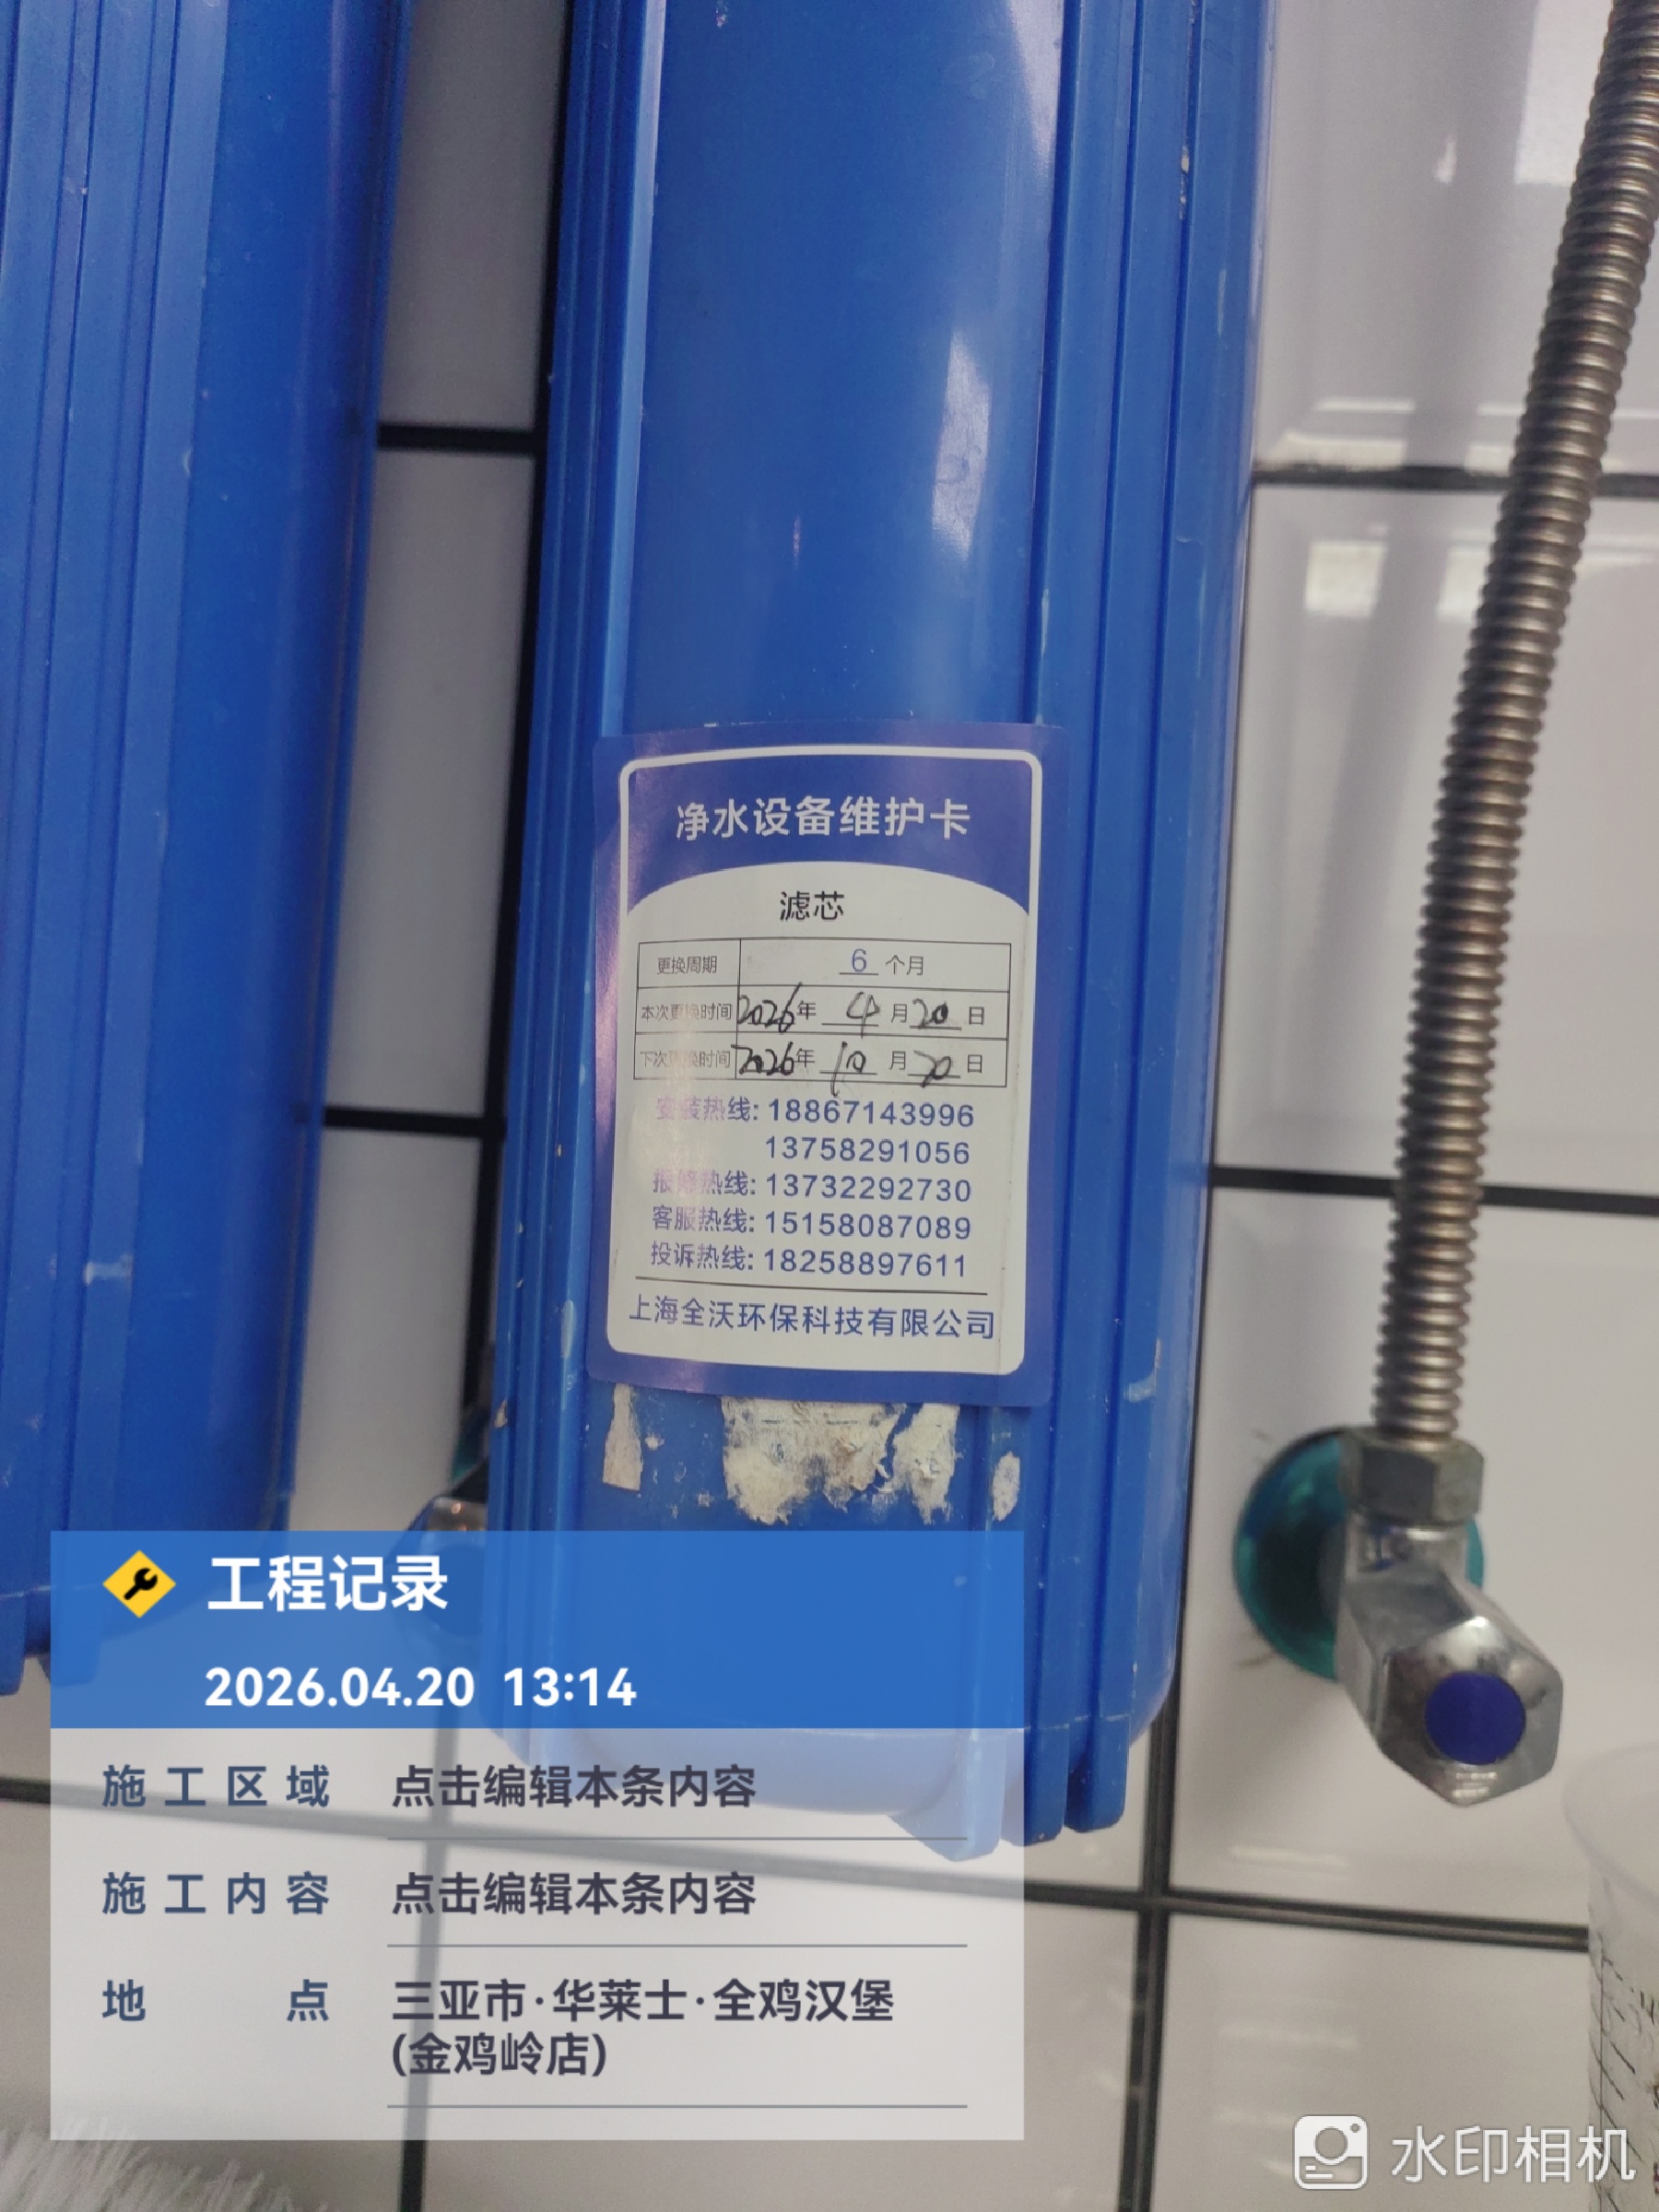 净水设备维护卡
滤芯
更换周期 6 个月
本次更换时间 2026年 4 月 20 日
下次更换时间 2026年 10 月 20 日
安装热线: 18867143996
13758291056
报修热线: 13732292730
客服热线: 15158087089
投诉热线: 18258897611
上海全沃环保科技有限公司
工程记录
2026.04.20 13:14
施工区域 点击编辑本条内容
施工内容 点击编辑本条内容
地点 三亚市·华莱士·全鸡汉堡
(金鸡岭店)
水印相机